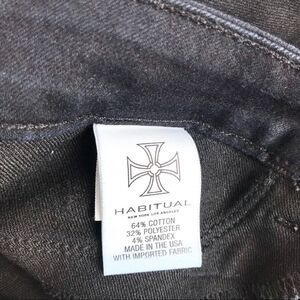 HABITUAL
NEW YORK LOS ANGELES
64% COTTON
32% POLYESTER
4% SPANDEX
MADE IN THE USA
WITH IMPORTED FABRIC